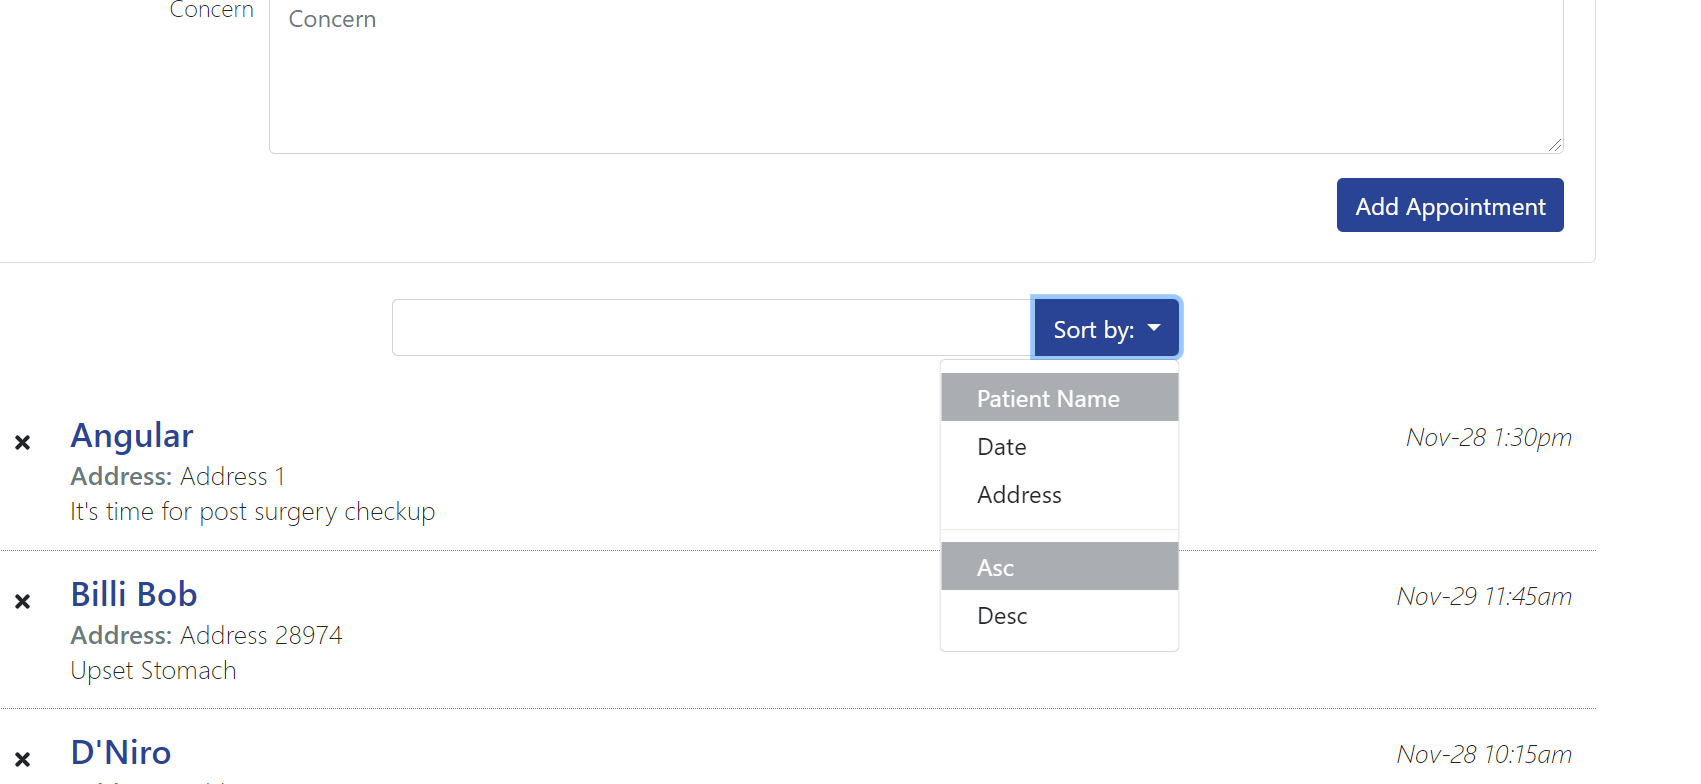 Concern
Concern
Add Appointment
Sort by:
Patient Name
Date
Address
Asc
Desc
Angular
Nov-28 1:30pm
Address: Address 1
It's time for post surgery checkup
Billi Bob
Nov-29 11:45am
Address: Address 28974
Upset Stomach
D'Niro
Nov-28 10:15am